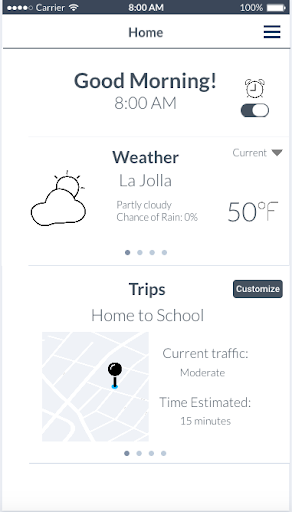 Carrier 8:00 AM 100%
Home
Good Morning!
8:00 AM
Weather
Current
La Jolla
Partly cloudy
Chance of Rain: 0%
50°F
Trips
Customize
Home to School
Current traffic:
Moderate
Time Estimated:
15 minutes